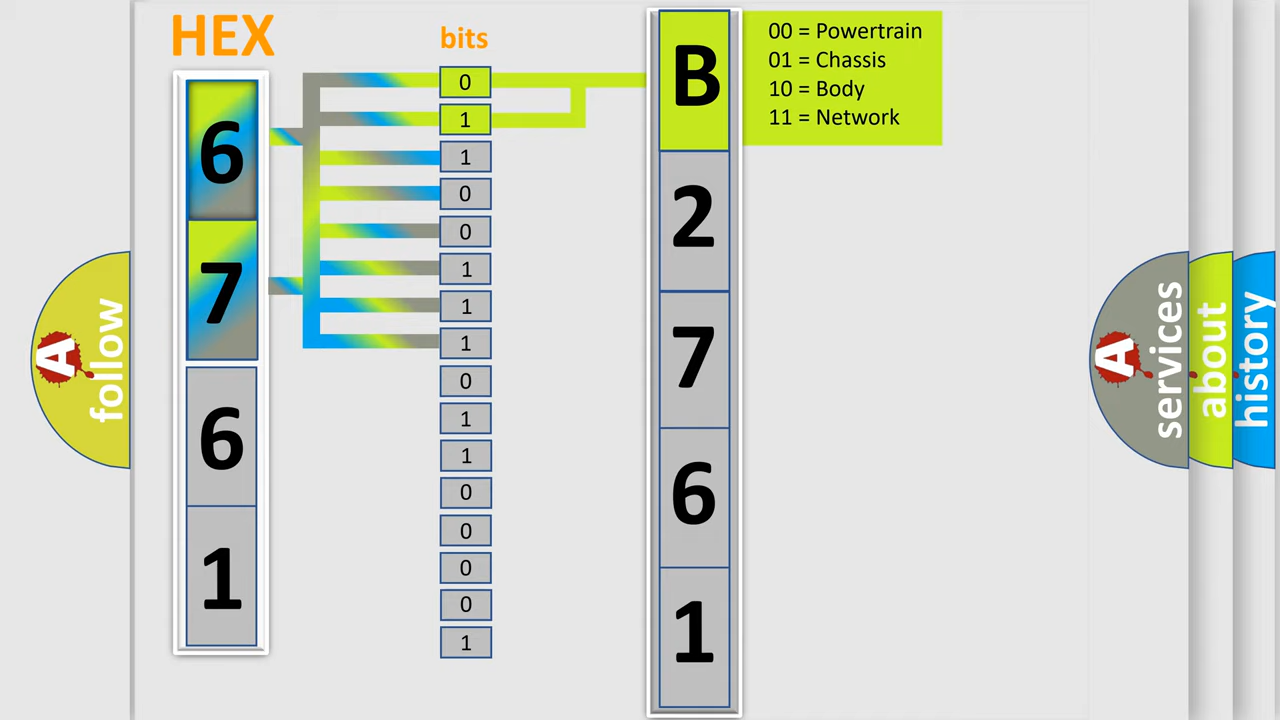 HEX
bits
6
7
6
1
0
1
1
0
0
1
1
1
0
1
1
0
0
0
0
1
B
2
7
6
1
00 = Powertrain
01 = Chassis
10 = Body
11 = Network
A
follow
A
services
about
history